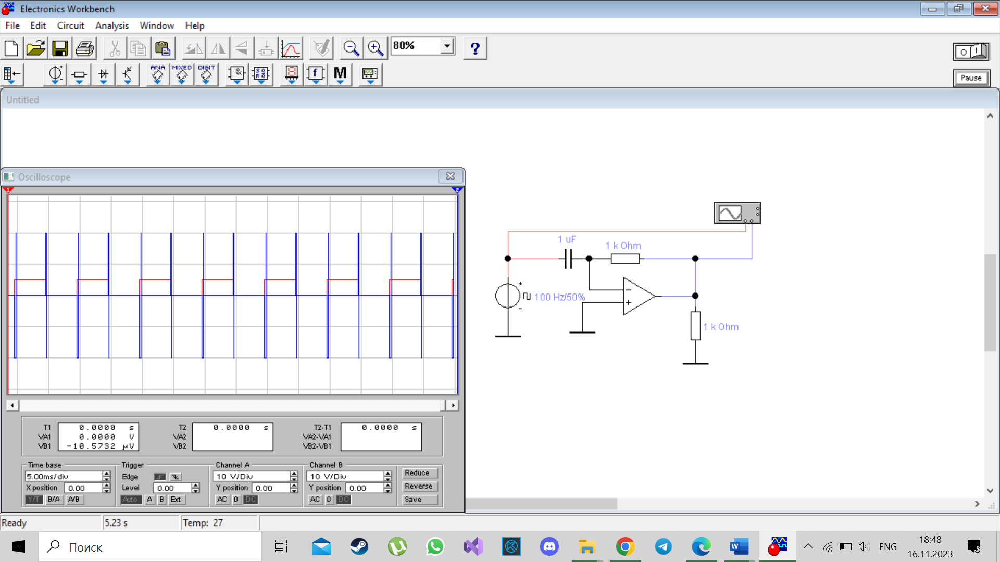 Electronics Workbench
File Edit Circuit Analysis Window Help
80%
?
ANA MIXED DIGIT
M
Pause
Untitled
Oscilloscope
1 2
T1 0.0000 s
VA1 0.0000 V
VB1 -10.5732 µV
T2 0.0000 s
VA2
VB2
T2-T1 0.0000 s
VA2-VA1
VB2-VB1
Time base
5.00ms/div
X position 0.00
Y/T B/A A/B
Trigger
Edge
Level 0.00
Auto A B Ext
Channel A
10 V/Div
Y position 0.00
AC 0 DC
Channel B
10 V/Div
Y position 0.00
AC 0 DC
Reduce
Reverse
Save
1 uF
1 k Ohm
100 Hz/50%
1 k Ohm
Ready 5.23 s Temp: 27
Поиск
ENG
18:48
16.11.2023